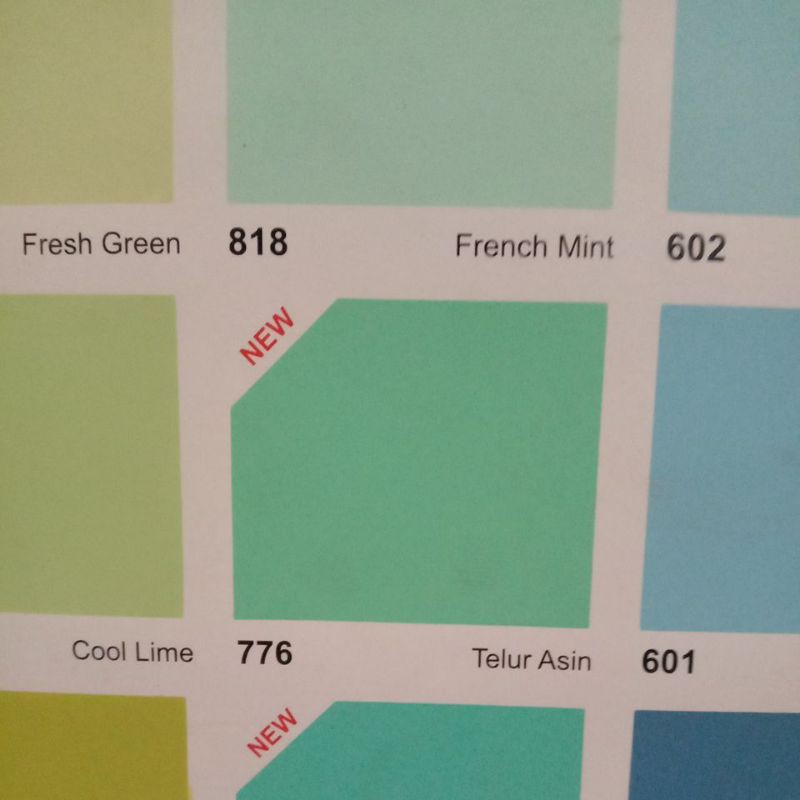 Fresh Green 818 French Mint 602
NEW
Cool Lime 776 Telur Asin 601
NEW